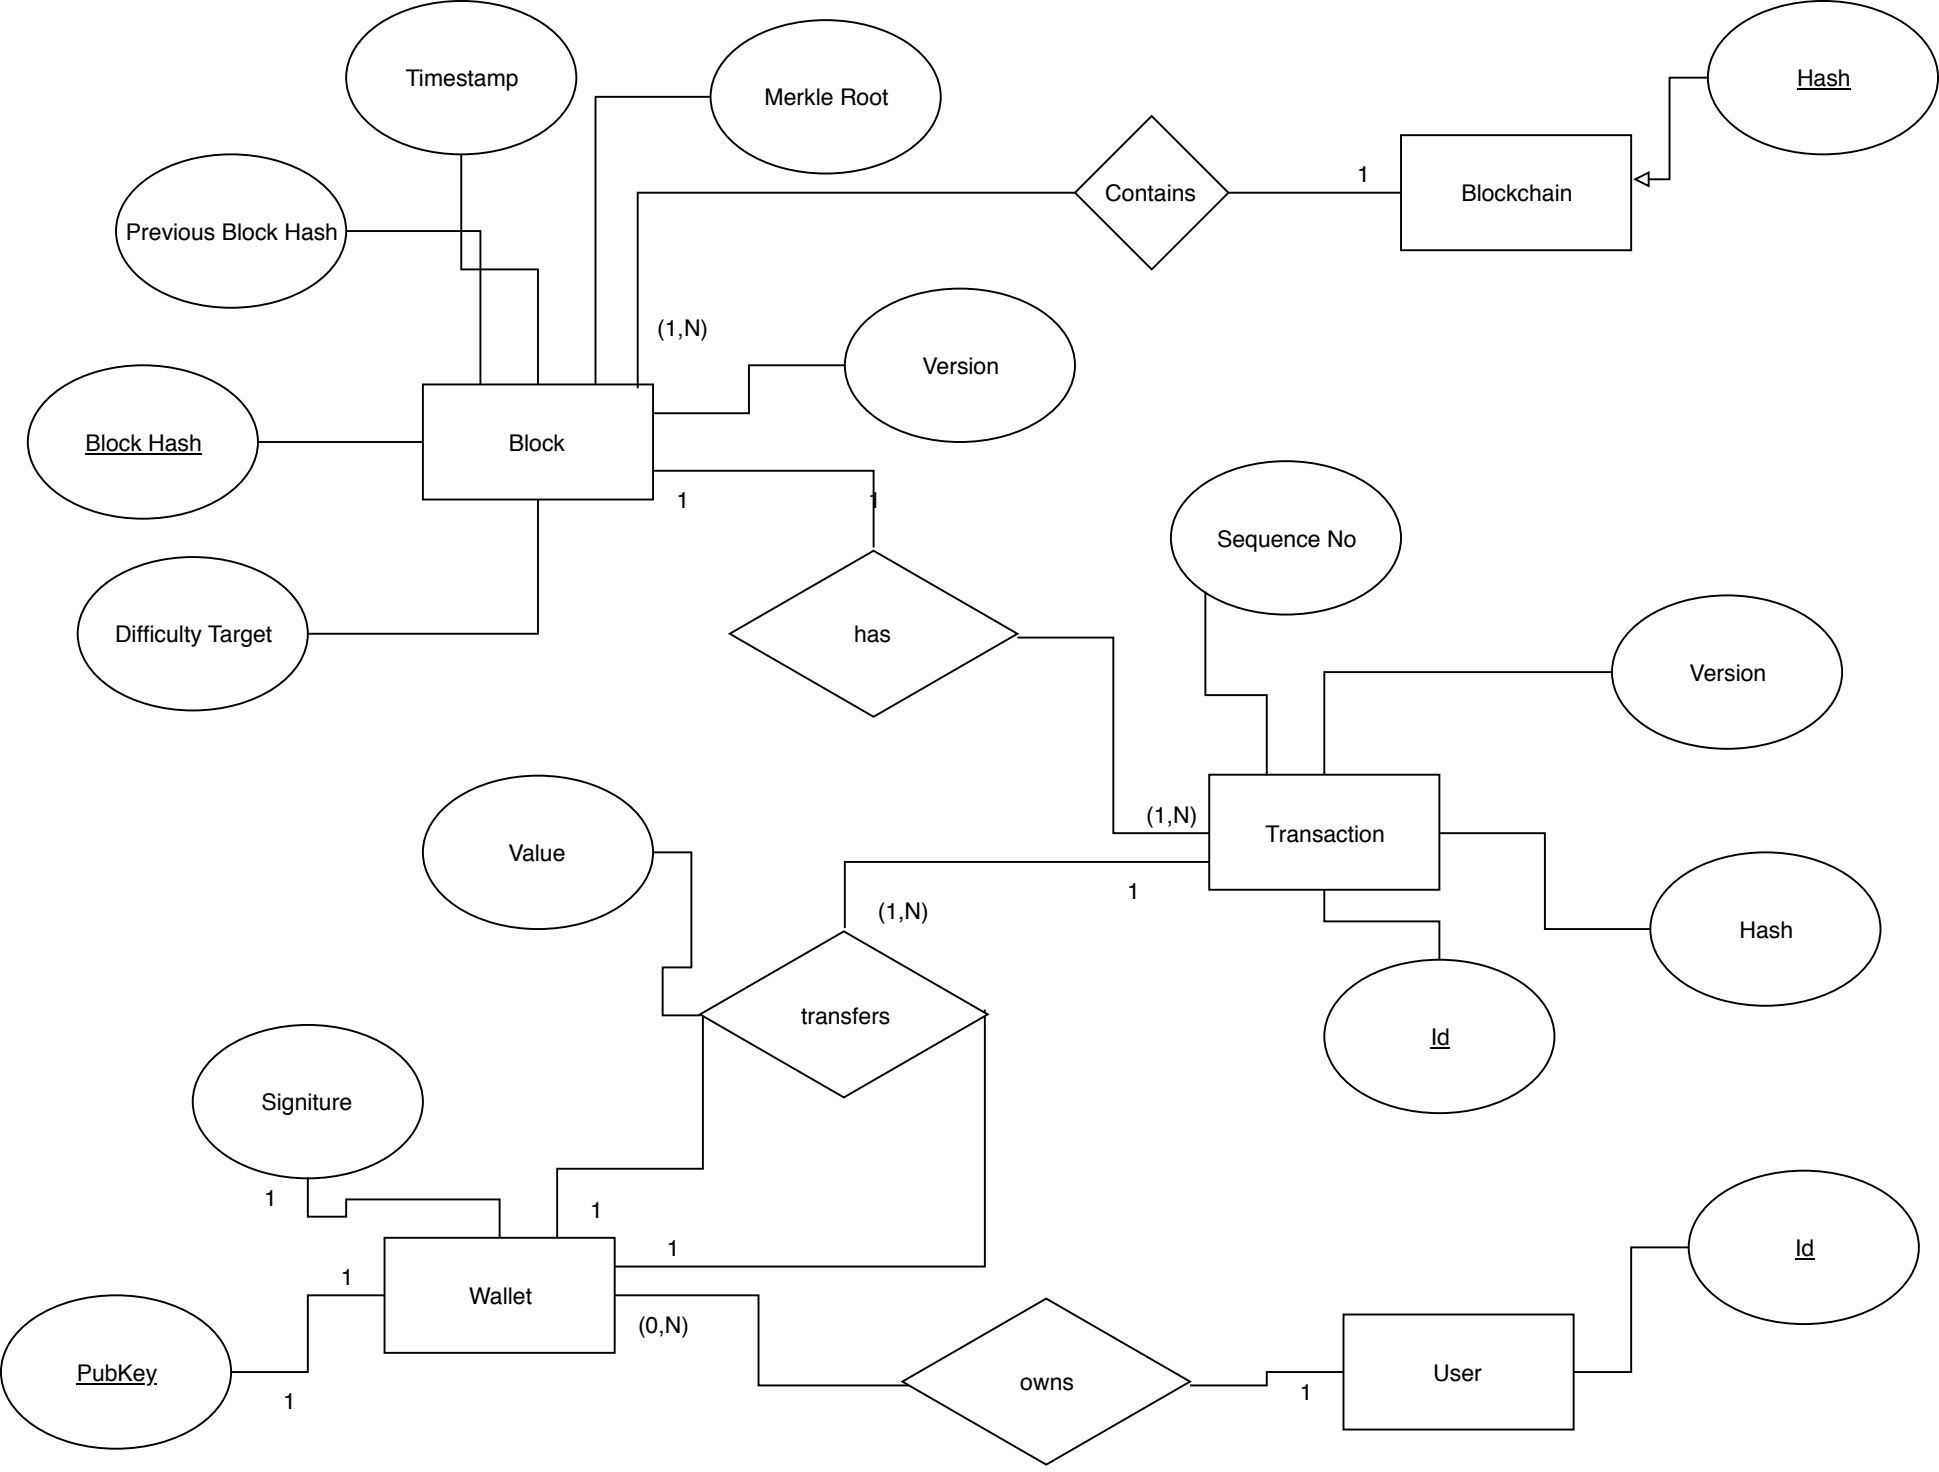 Timestamp
Merkle Root
Hash
Previous Block Hash
Contains
1
Blockchain
(1,N)
Version
Block Hash
Block
1
1
Sequence No
Difficulty Target
has
Version
(1,N)
Transaction
Value
1
(1,N)
Hash
transfers
Id
Signiture
1
1
1
Id
1
Wallet
(0,N)
PubKey
1
owns
1
User